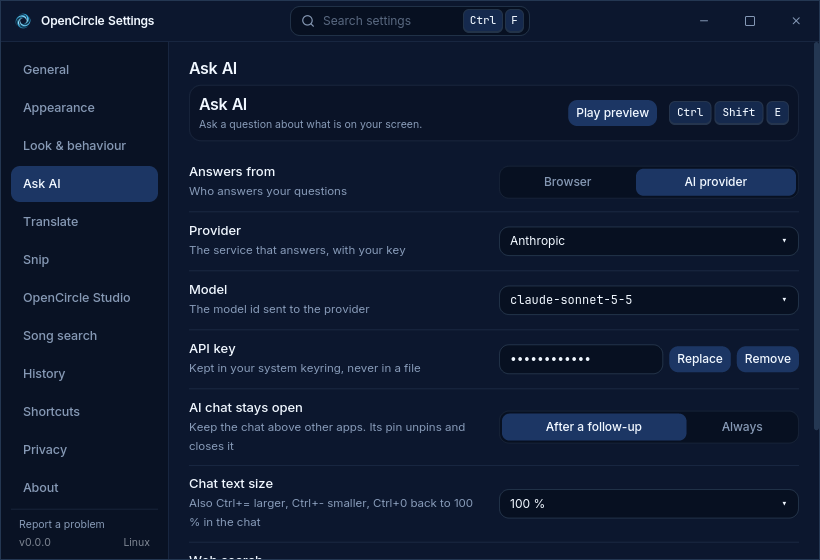 OpenCircle Settings
Search settings
Ctrl F
General
Appearance
Look & behaviour
Ask AI
Translate
Snip
OpenCircle Studio
Song search
History
Shortcuts
Privacy
About
Report a problem
v0.0.0 Linux
Ask AI
Ask AI
Ask a question about what is on your screen.
Play preview
Ctrl Shift E
Answers from
Who answers your questions
Browser AI provider
Provider
The service that answers, with your key
Anthropic
Model
The model id sent to the provider
claude-sonnet-5-5
API key
Kept in your system keyring, never in a file
••••••••••••
Replace Remove
AI chat stays open
Keep the chat above other apps. Its pin unpins and
closes it
After a follow-up Always
Chat text size
Also Ctrl+= larger, Ctrl+- smaller, Ctrl+0 back to 100
% in the chat
100 %
Web search